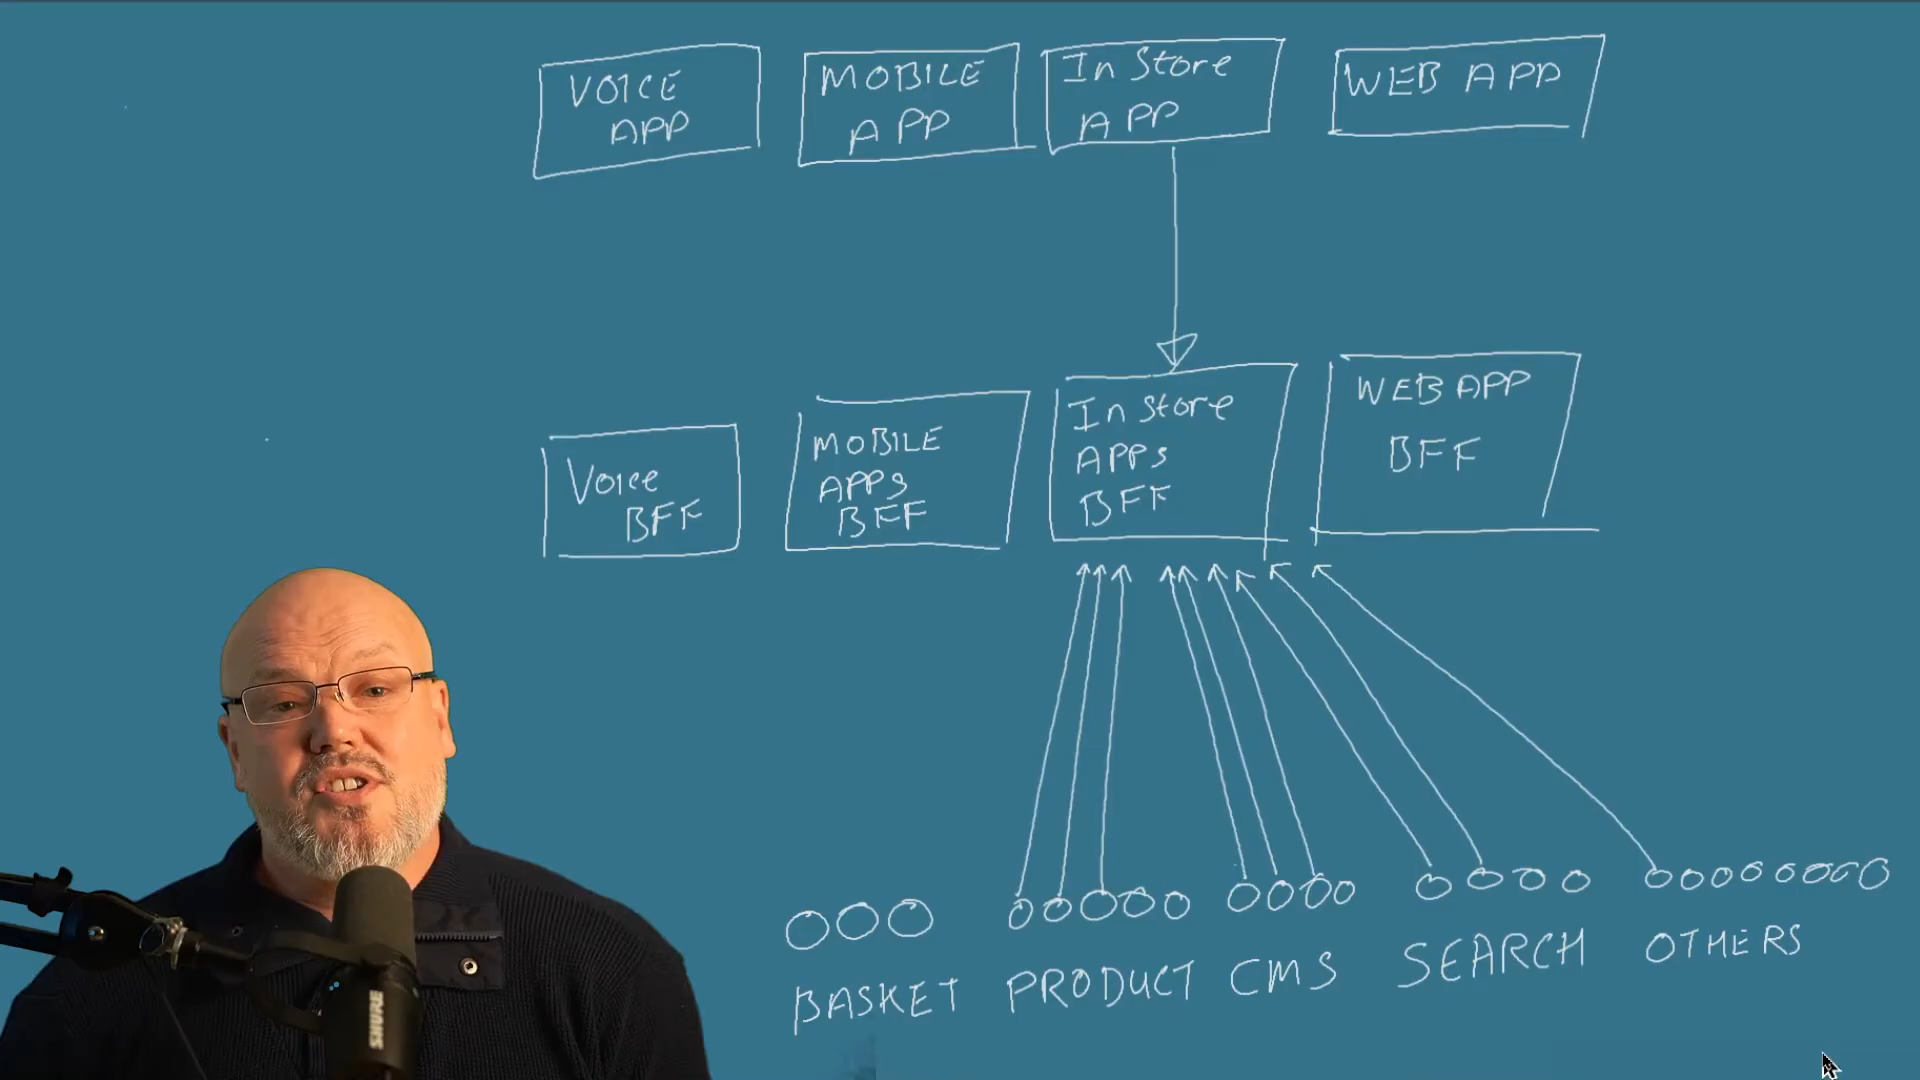 VOICE
APP
MOBILE
APP
In Store
APP
WEB APP
Voice
BFF
MOBILE
APPS
BFF
In Store
APPs
BFF
WEB APP
BFF
BASKET
PRODUCT
CMS
SEARCH
OTHERS
SHURE